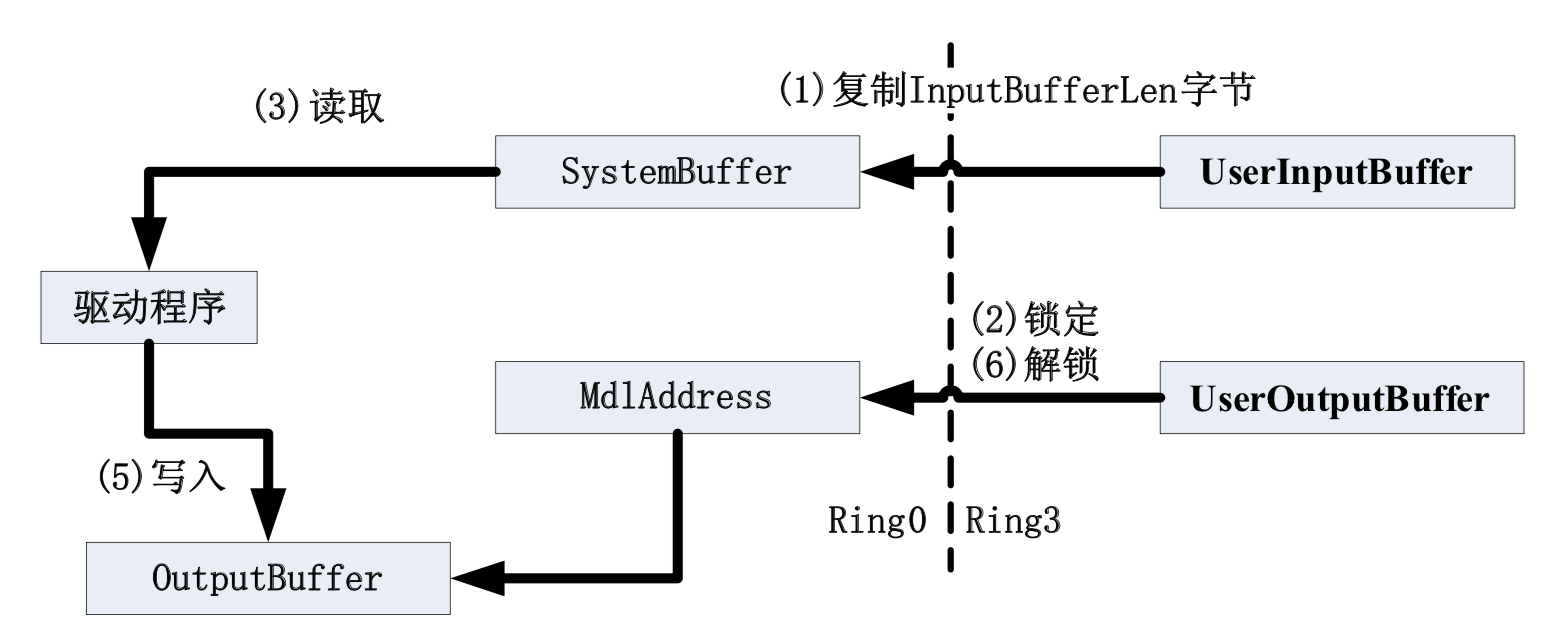 (1)复制InputBufferLen字节
(3)读取
SystemBuffer
UserInputBuffer
驱动程序
(2)锁定
(6)解锁
MdlAddress
UserOutputBuffer
(5)写入
Ring0
Ring3
OutputBuffer